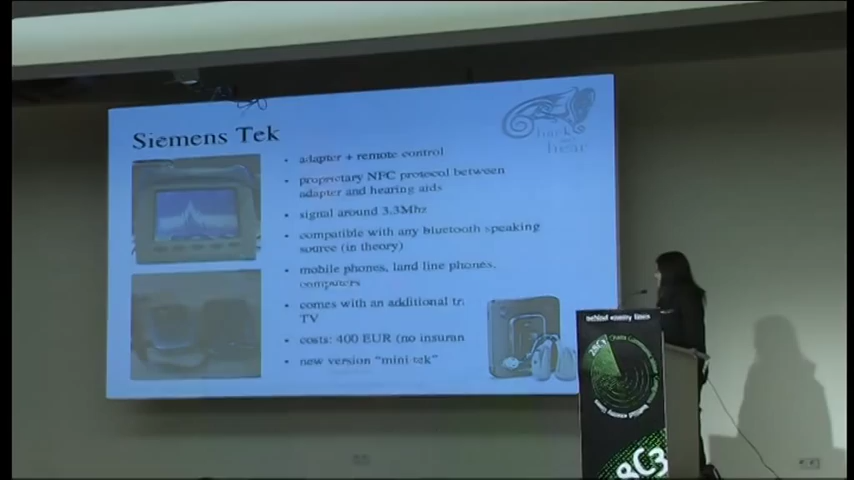 Siemens Tek
hack
hear
adapter + remote control
proprietary NFC protocol between
adapter and hearing aids
signal around 3.3Mhz
compatible with any bluetooth speaking
source (in theory)
mobile phones, land line phones,
computers
comes with an additional
TV
costs: 400 EUR (no
new version "mini tek"
behind enemy lines
8C3